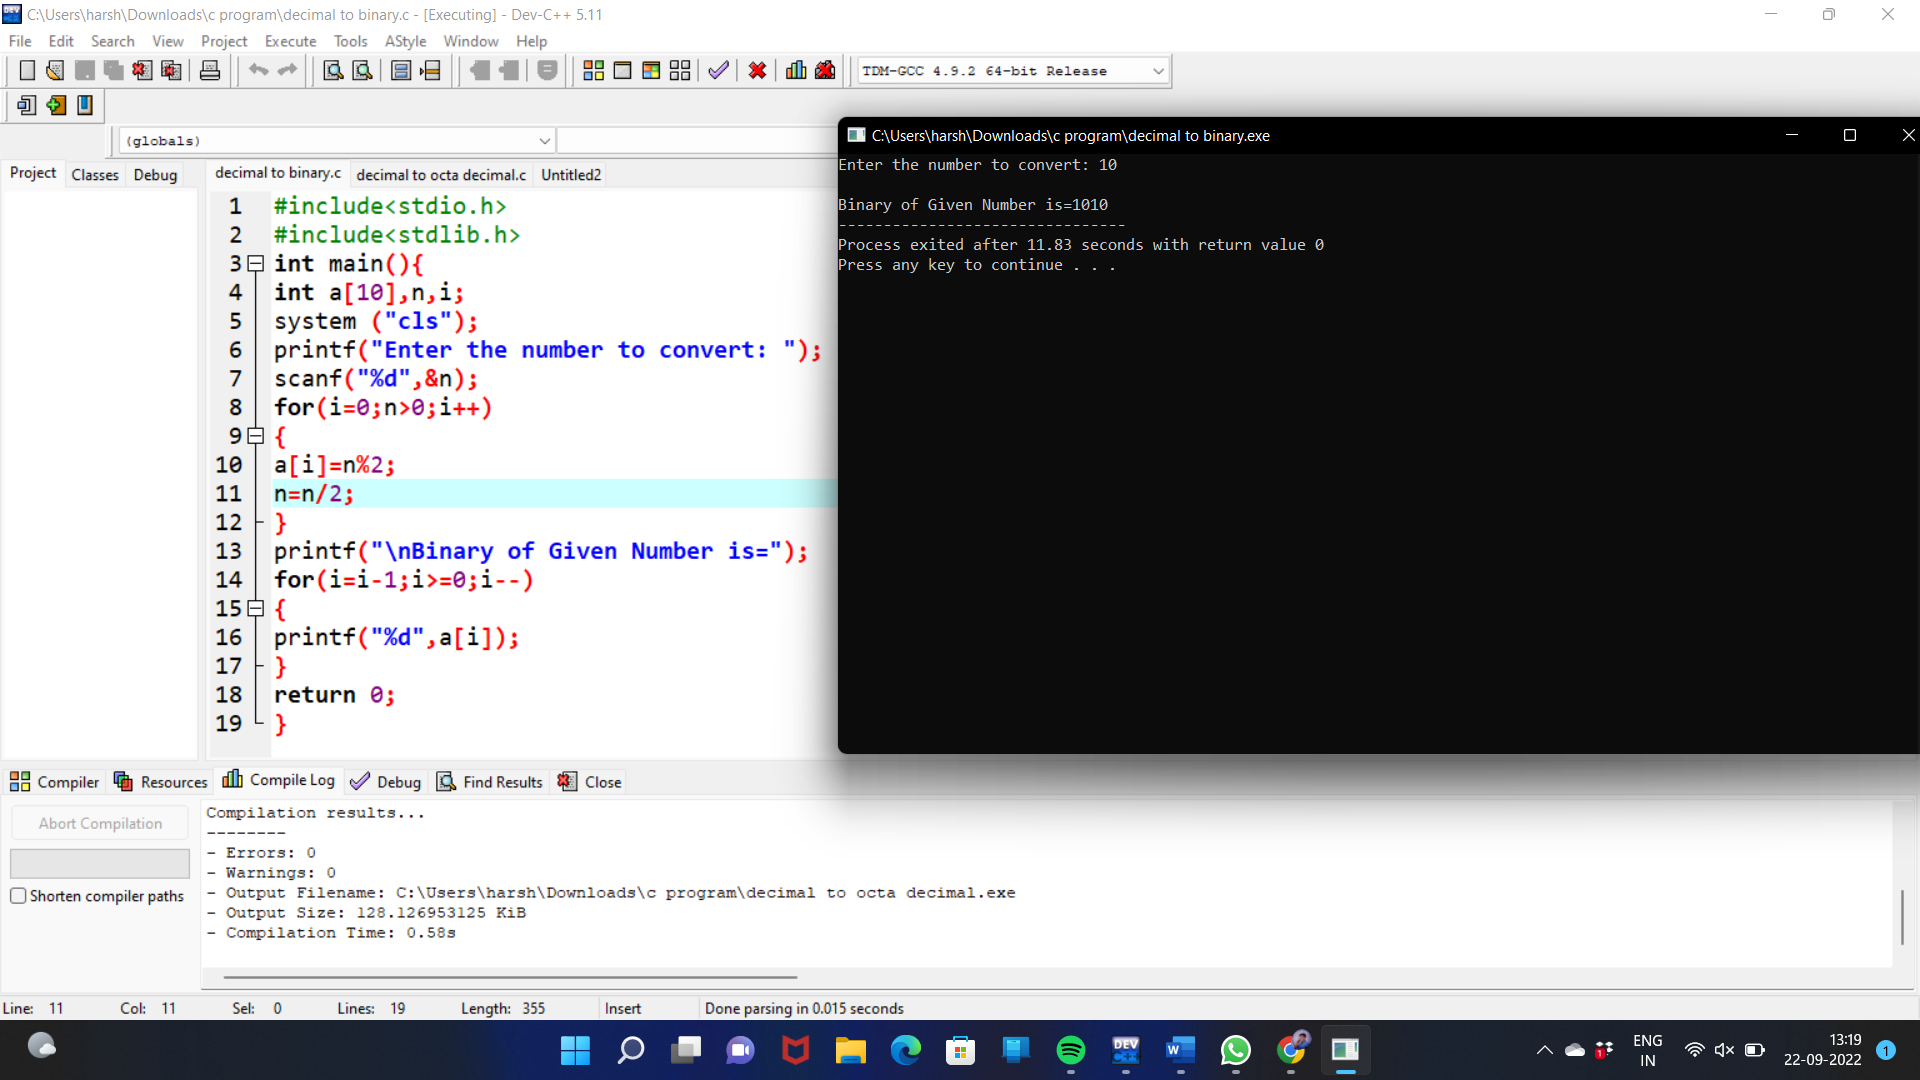 C:\Users\harsh\Downloads\c program\decimal to binary.c - [Executing] - Dev-C++ 5.11
File Edit Search View Project Execute Tools AStyle Window Help
TDM-GCC 4.9.2 64-bit Release
(globals)
Project Classes Debug
decimal to binary.c decimal to octa decimal.c Untitled2
1 #include<stdio.h>
2 #include<stdlib.h>
3 int main(){
4 int a[10],n,i;
5 system ("cls");
6 printf("Enter the number to convert: ");
7 scanf("%d",&n);
8 for(i=0;n>0;i++)
9 {
10 a[i]=n%2;
11 n=n/2;
12 }
13 printf("\nBinary of Given Number is=");
14 for(i=i-1;i>=0;i--)
15 {
16 printf("%d",a[i]);
17 }
18 return 0;
19 }
C:\Users\harsh\Downloads\c program\decimal to binary.exe
Enter the number to convert: 10
Binary of Given Number is=1010
--------------------------------
Process exited after 11.83 seconds with return value 0
Press any key to continue . . .
Compiler Resources Compile Log Debug Find Results Close
Abort Compilation
Shorten compiler paths
Compilation results...
--------
- Errors: 0
- Warnings: 0
- Output Filename: C:\Users\harsh\Downloads\c program\decimal to octa decimal.exe
- Output Size: 128.126953125 KiB
- Compilation Time: 0.58s
Line: 11 Col: 11 Sel: 0 Lines: 19 Length: 355 Insert Done parsing in 0.015 seconds
DEV
W
1
ENG
IN
13:19
22-09-2022
1